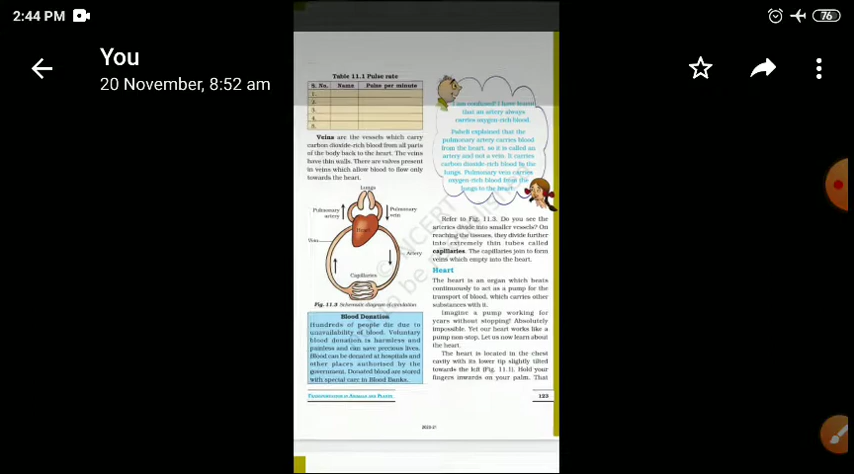 2:44 PM
76
You
20 November, 8:52 am
Table 11.1 Pulse rate
S. No. Name Pulse per minute
1.
2.
3.
4.
5.
Veins are the vessels which carry
carbon dioxide-rich blood from all parts
of the body back to the heart. The veins
have thin walls. There are valves present
in veins which allow blood to flow only
towards the heart.
Lungs
Pulmonary
artery
Pulmonary
vein
Heart
Vein
Artery
Capillaries
Fig. 11.3 Schematic diagram of circulation
Blood Donation
Hundreds of people die due to
unavailability of blood. Voluntary
blood donation is harmless and
painless and can save precious lives.
Blood can be donated at hospitals and
other places authorised by the
government. Donated blood are stored
with special care in Blood Banks.
I am confused! I have learnt
that an artery always
carries oxygen-rich blood.
Paheli explained that the
pulmonary artery carries blood
from the heart, so it is called an
artery and not a vein. It carries
carbon dioxide-rich blood to the
lungs. Pulmonary vein carries
oxygen-rich blood from the
lungs to the heart.
Refer to Fig. 11.3. Do you see the
arteries divide into smaller vessels? On
reaching the tissues, they divide further
into extremely thin tubes called
capillaries. The capillaries join to form
veins which empty into the heart.
Heart
The heart is an organ which beats
continuously to act as a pump for the
transport of blood, which carries other
substances with it.
Imagine a pump working for
years without stopping! Absolutely
impossible. Yet our heart works like a
pump non-stop. Let us now learn about
the heart.
The heart is located in the chest
cavity with its lower tip slightly tilted
towards the left (Fig. 11.1). Hold your
fingers inwards on your palm. That
© NCERT
TRANSPORTATION IN ANIMALS AND PLANTS
123
2020-21